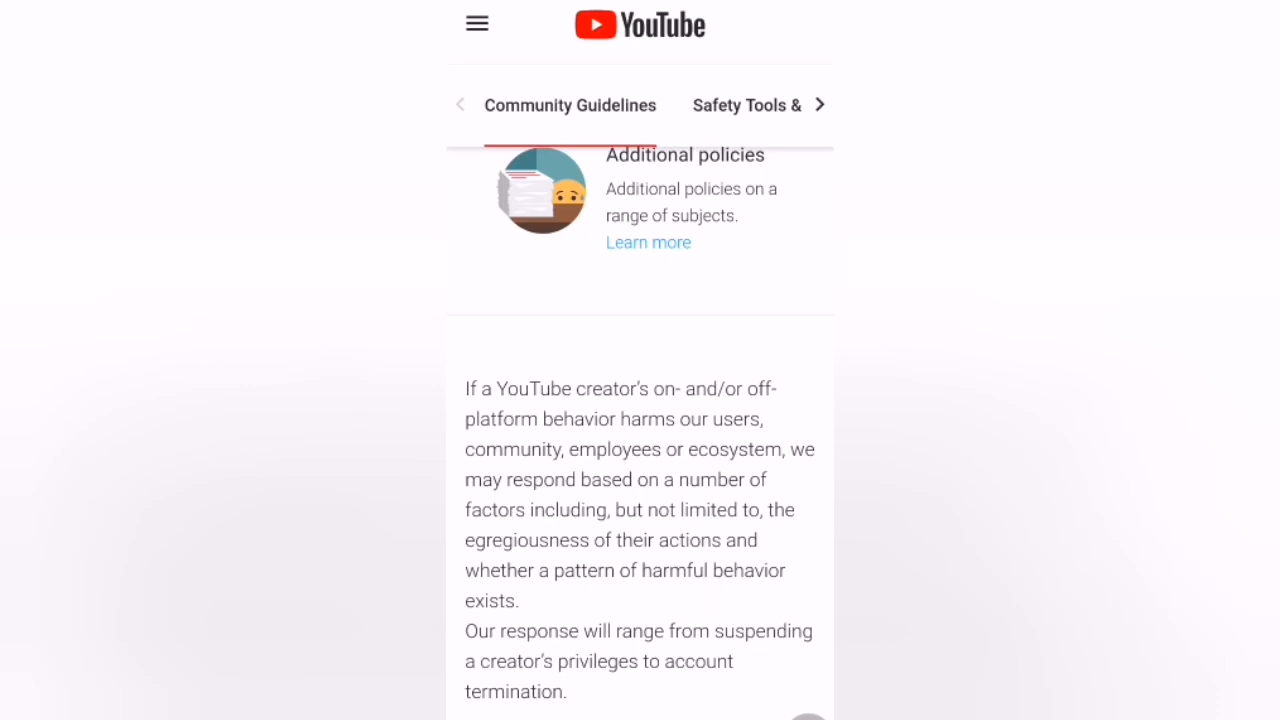 YouTube
Community Guidelines
Safety Tools &
Additional policies
Additional policies on a
range of subjects.
Learn more
If a YouTube creator's on- and/or off-
platform behavior harms our users,
community, employees or ecosystem, we
may respond based on a number of
factors including, but not limited to, the
egregiousness of their actions and
whether a pattern of harmful behavior
exists.
Our response will range from suspending
a creator's privileges to account
termination.